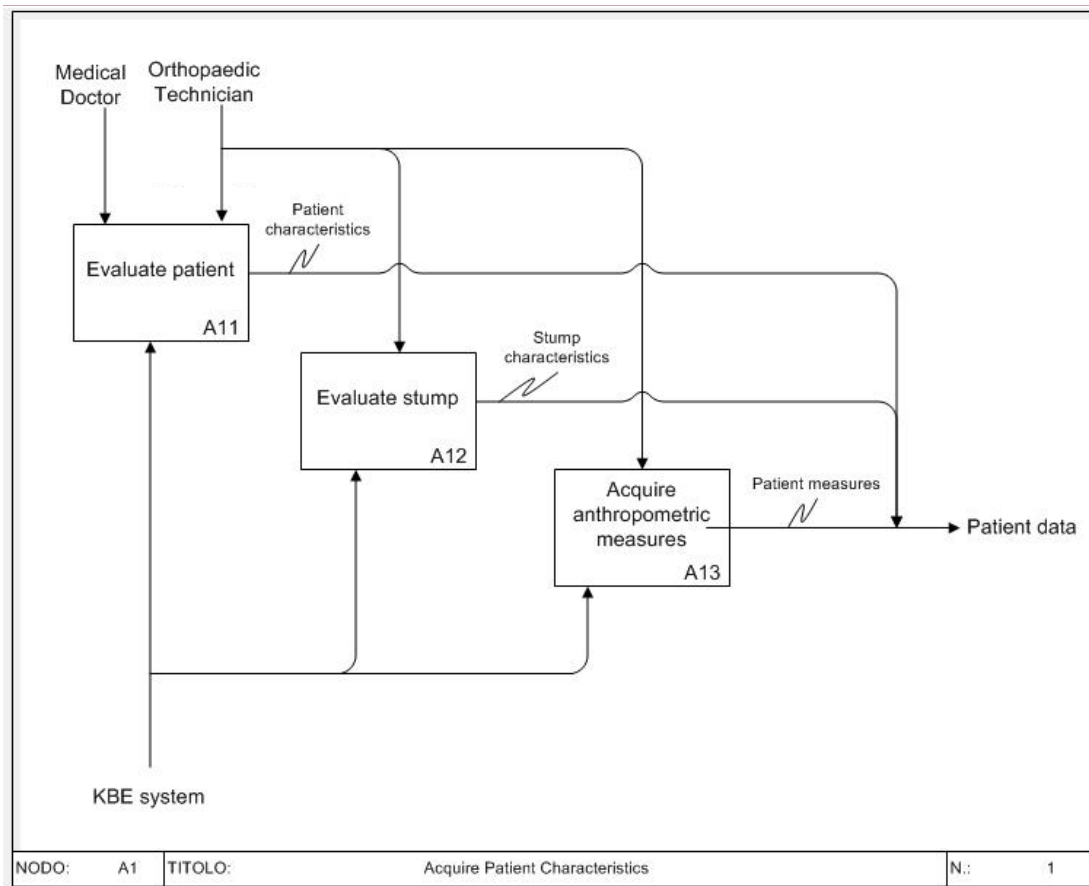 Medical
Doctor
Orthopaedic
Technician
Patient
characteristics
Evaluate patient
A11
Stump
characteristics
Evaluate stump
A12
Acquire
anthropometric
measures
A13
Patient measures
Patient data
KBE system
NODO: A1 TITOLO: Acquire Patient Characteristics N.: 1